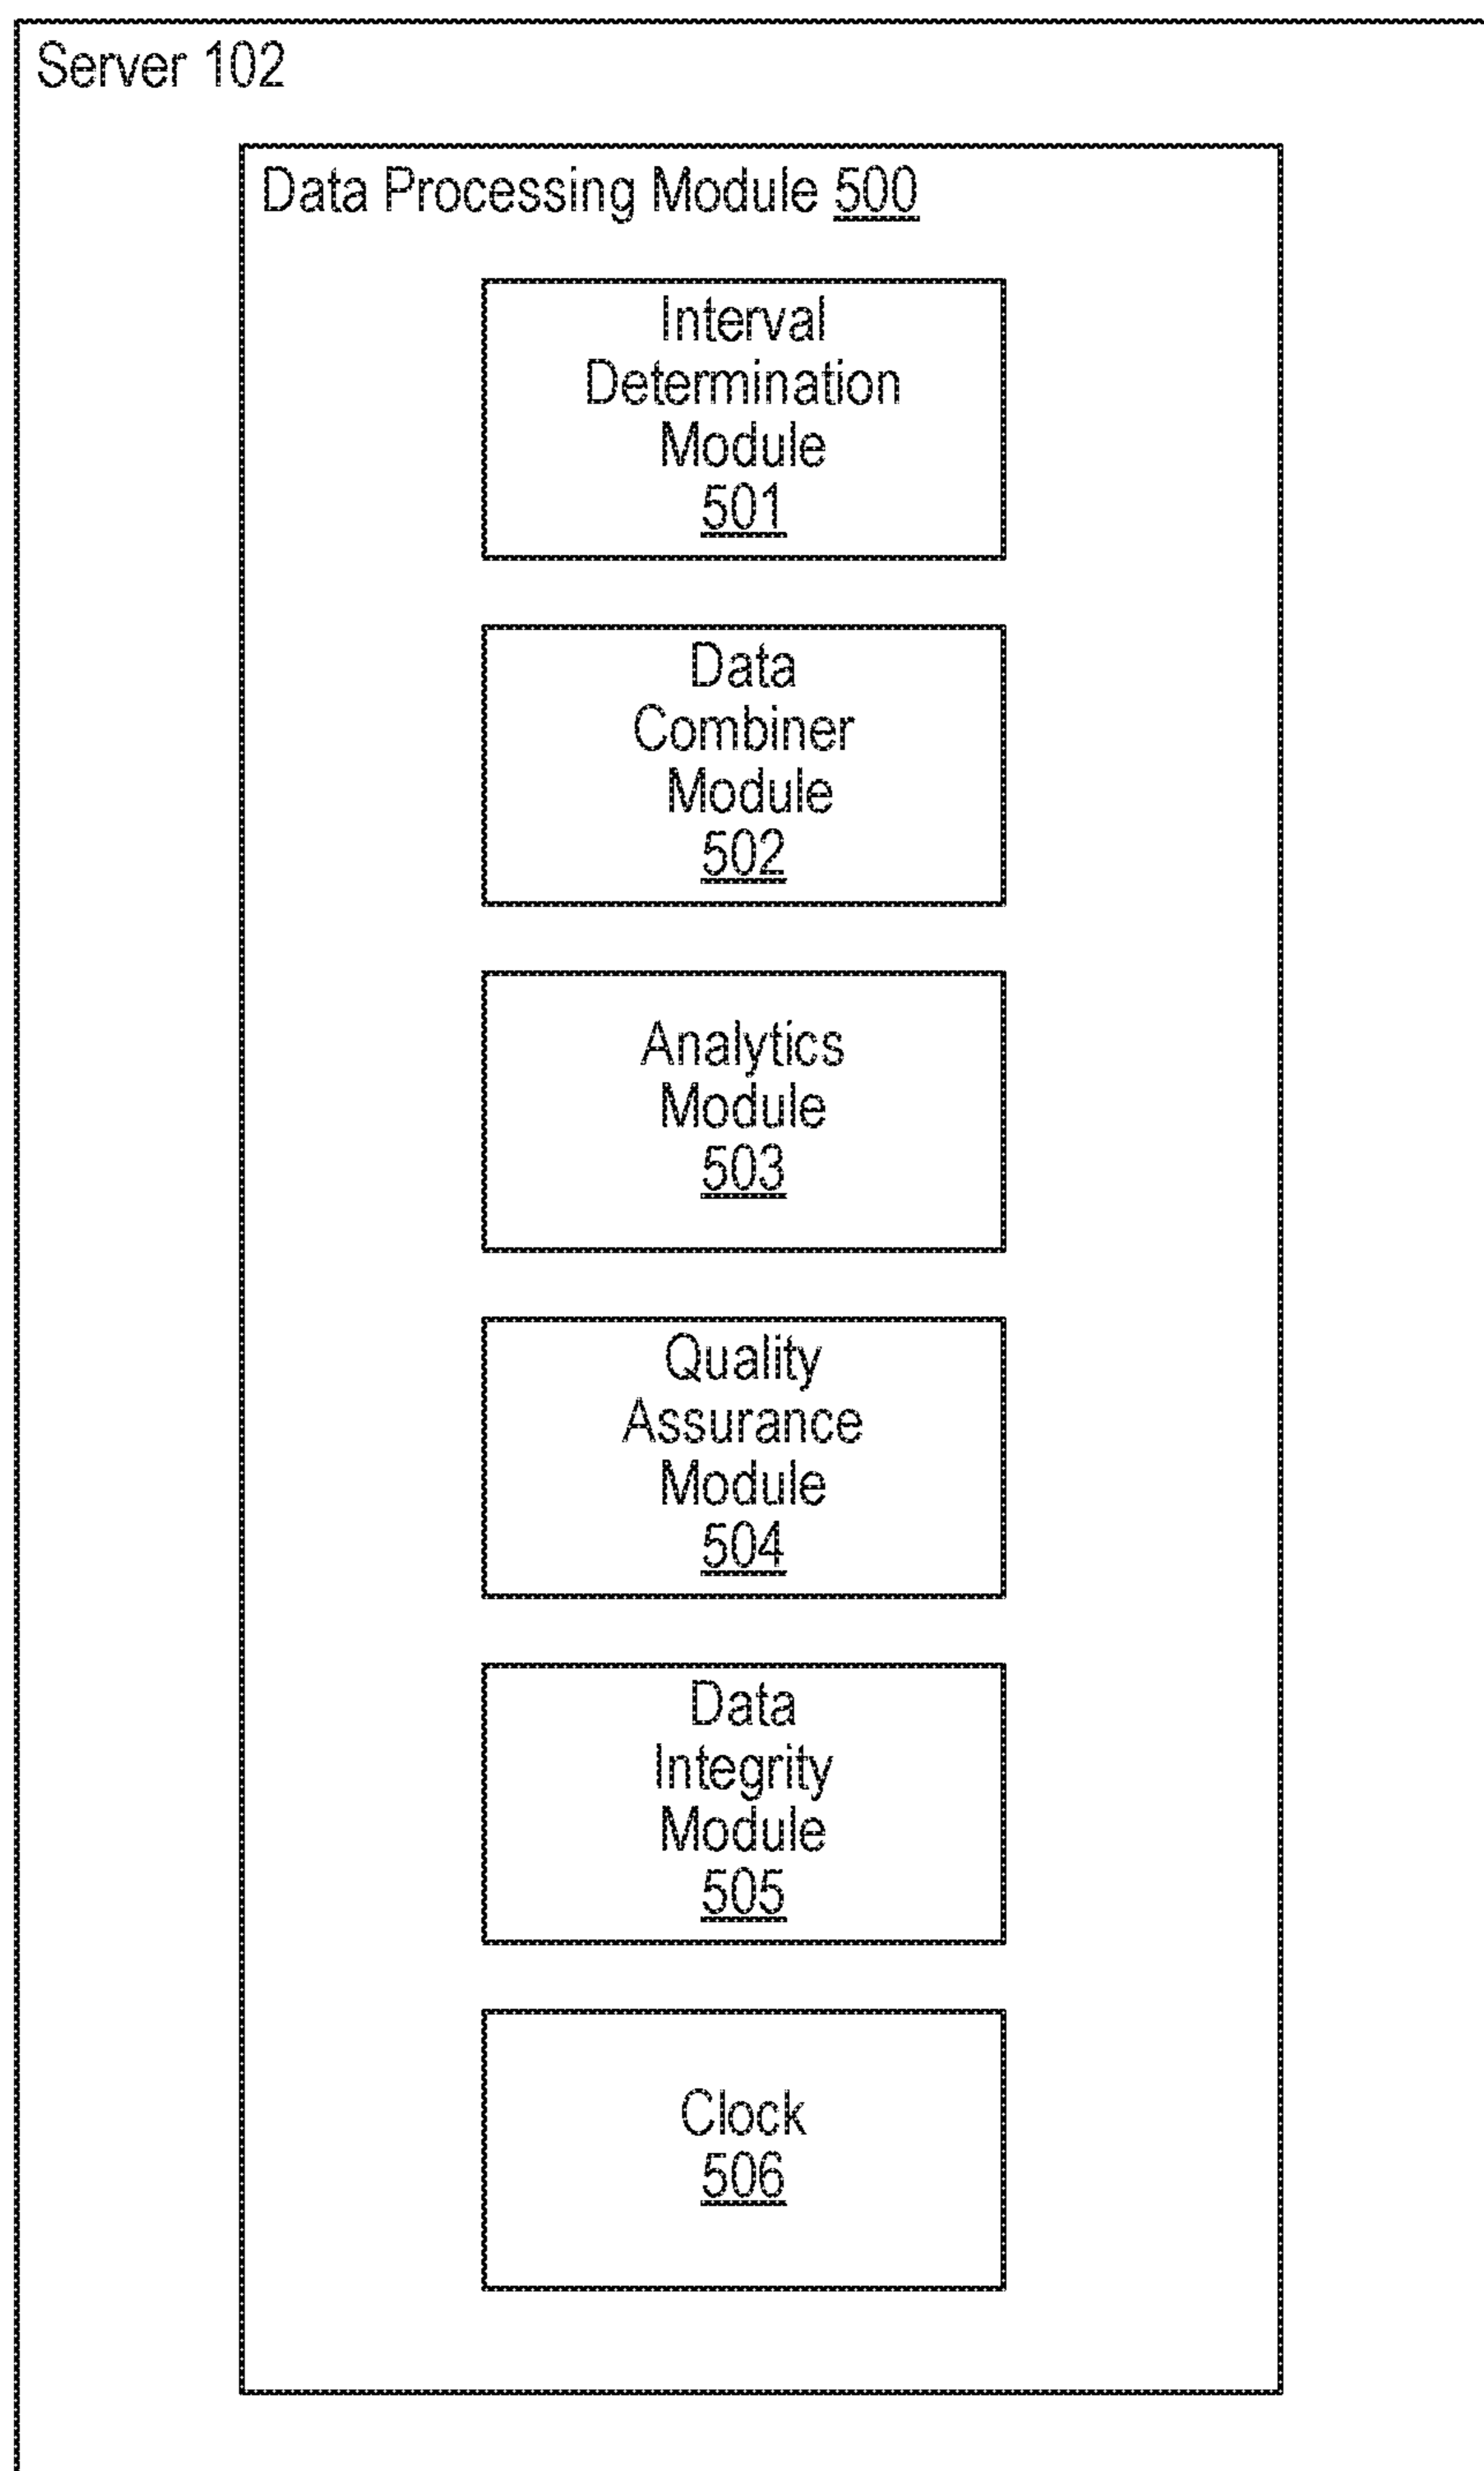 Server 102
Data Processing Module 500
Interval
Determination
Module
501
Data
Combiner
Module
502
Analytics
Module
503
Quality
Assurance
Module
504
Data
Integrity
Module
505
Clock
506